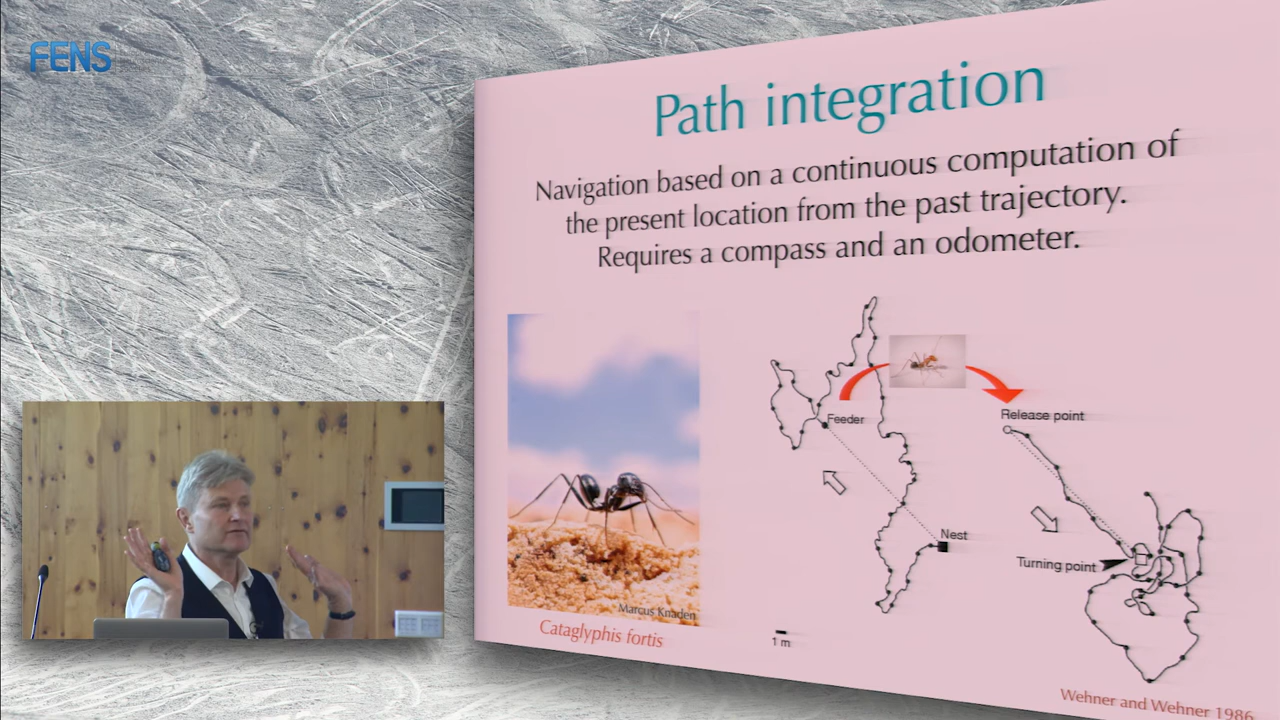 FENS
Path integration
Navigation based on a continuous computation of
the present location from the past trajectory.
Requires a compass and an odometer.
Feeder
Release point
Nest
Turning point
1 m
Marcus Knaden
Cataglyphis fortis
Wehner and Wehner 1986